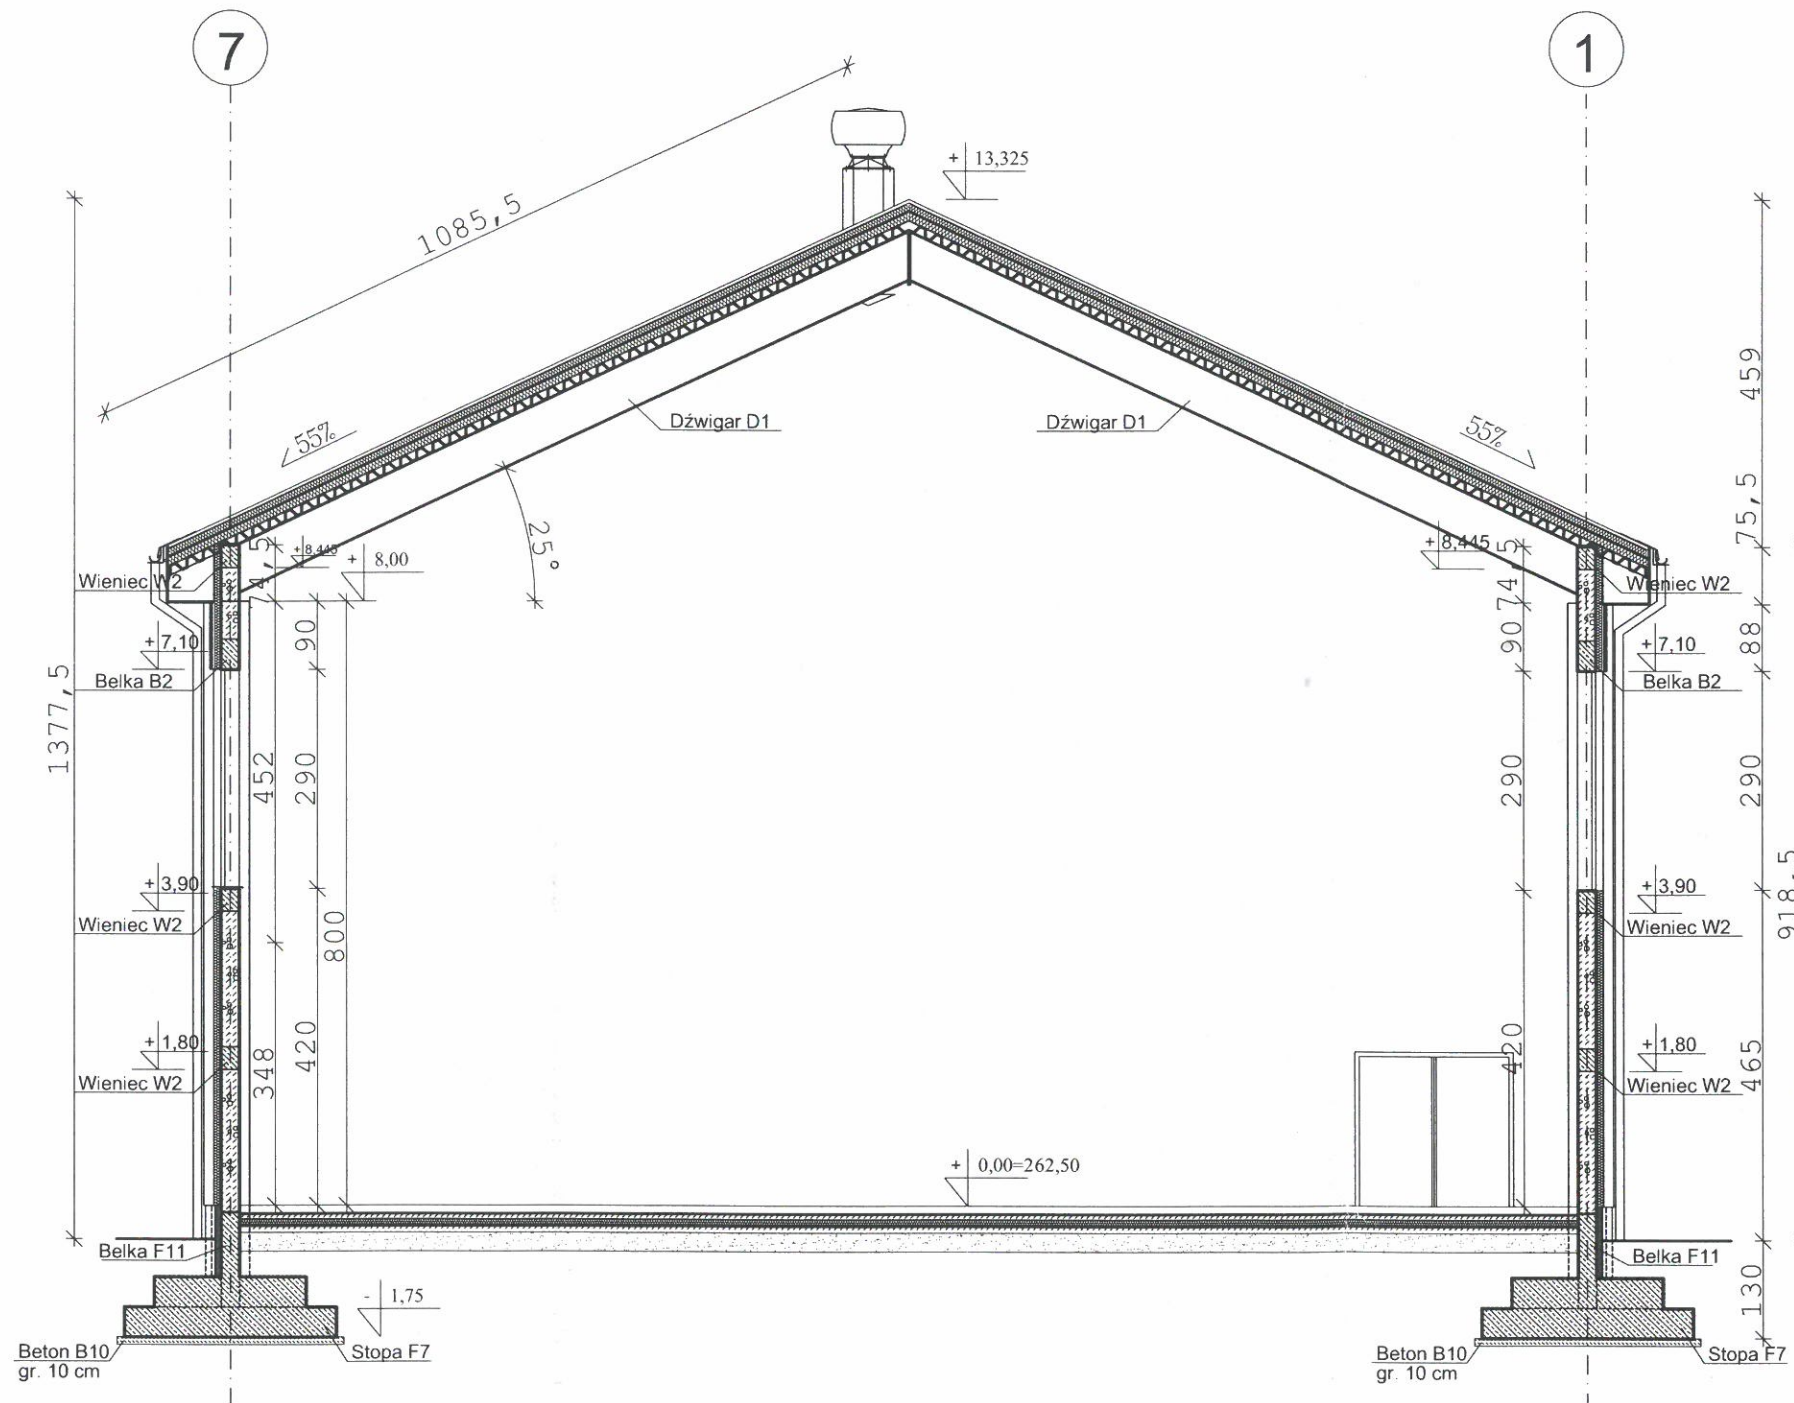 7
1
1085,5
+ 13,325
459
Dźwigar D1
Dźwigar D1
55%
55%
75,5
25°
+ 8,445
+ 8,00
+ 8,445
74,5
74,5
Wieniec W2
Wieniec W2
90
90
88
+ 7,10
+ 7,10
Belka B2
Belka B2
1377,5
452
290
290
290
+ 3,90
+ 3,90
Wieniec W2
Wieniec W2
918,5
800
+ 1,80
+ 1,80
348
420
420
465
Wieniec W2
Wieniec W2
+ 0,00=262,50
Belka F11
Belka F11
- 1,75
130
Beton B10
gr. 10 cm
Stopa F7
Beton B10
gr. 10 cm
Stopa F7